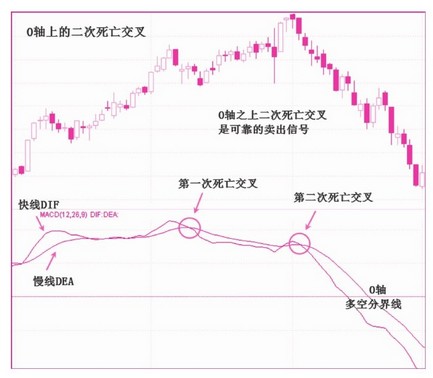 0轴上的二次死亡交叉
0轴之上二次死亡交叉
是可靠的卖出信号
第一次死亡交叉
第二次死亡交叉
快线DIF
MACD(12,26,9) DIF DEA
慢线DEA
0轴
多空分界线